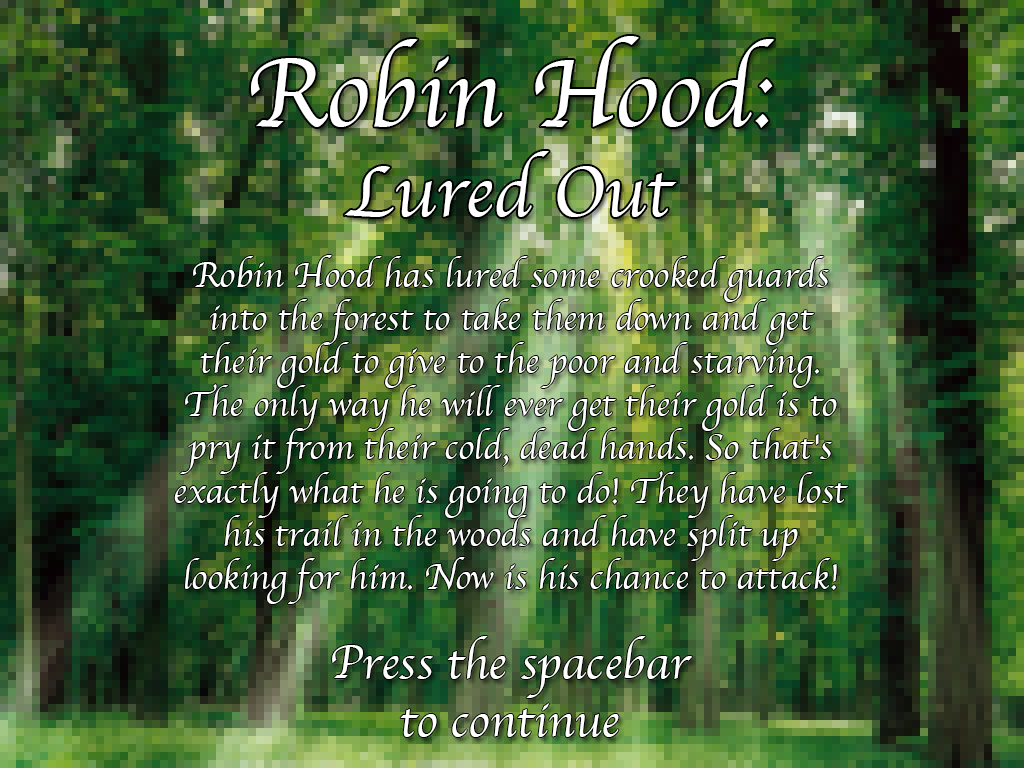 Robin Hood:
Lured Out
Robin Hood has lured some crooked guards
into the forest to take them down and get
their gold to give to the poor and starving.
The only way he will ever get their gold is to
pry it from their cold, dead hands. So that's
exactly what he is going to do! They have lost
his trail in the woods and have split up
looking for him. Now is his chance to attack!
Press the spacebar
to continue